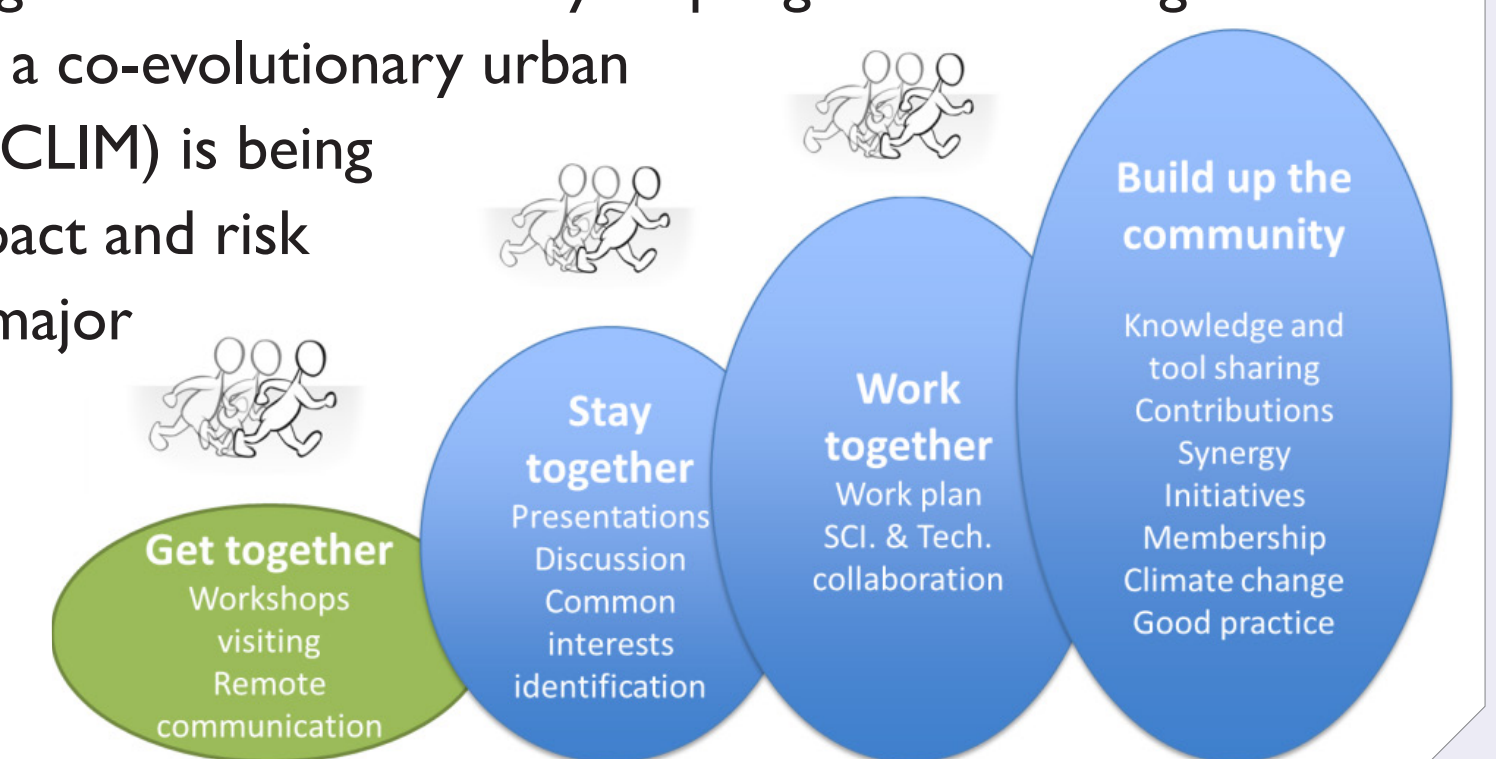 a co-evolutionary urban
CLIM) is being
pact and risk
major
Get together
Workshops
visiting
Remote
communication
Stay
together
Presentations
Discussion
Common
interests
identification
Work
together
Work plan
SCI. & Tech.
collaboration
Build up the
community
Knowledge and
tool sharing
Contributions
Synergy
Initiatives
Membership
Climate change
Good practice